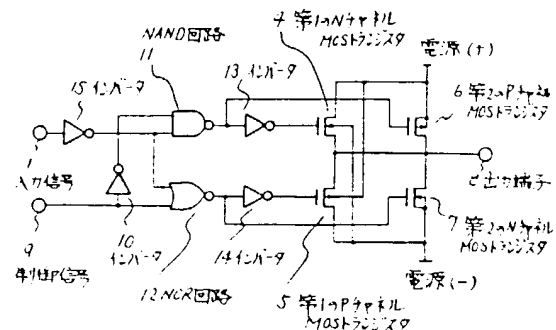 NAND回路
11
4 第1のNチャネル
MOSトランジスタ
電源(+)
15 インバータ
13 インバータ
6 第2のPチャネル
MOSトランジスタ
1
入力信号
2 出力端子
9
制御信号
10
インバータ
14 インバータ
7 第2のNチャネル
MOSトランジスタ
12 NOR回路
5 第1のPチャネル
MOSトランジスタ
電源(-)